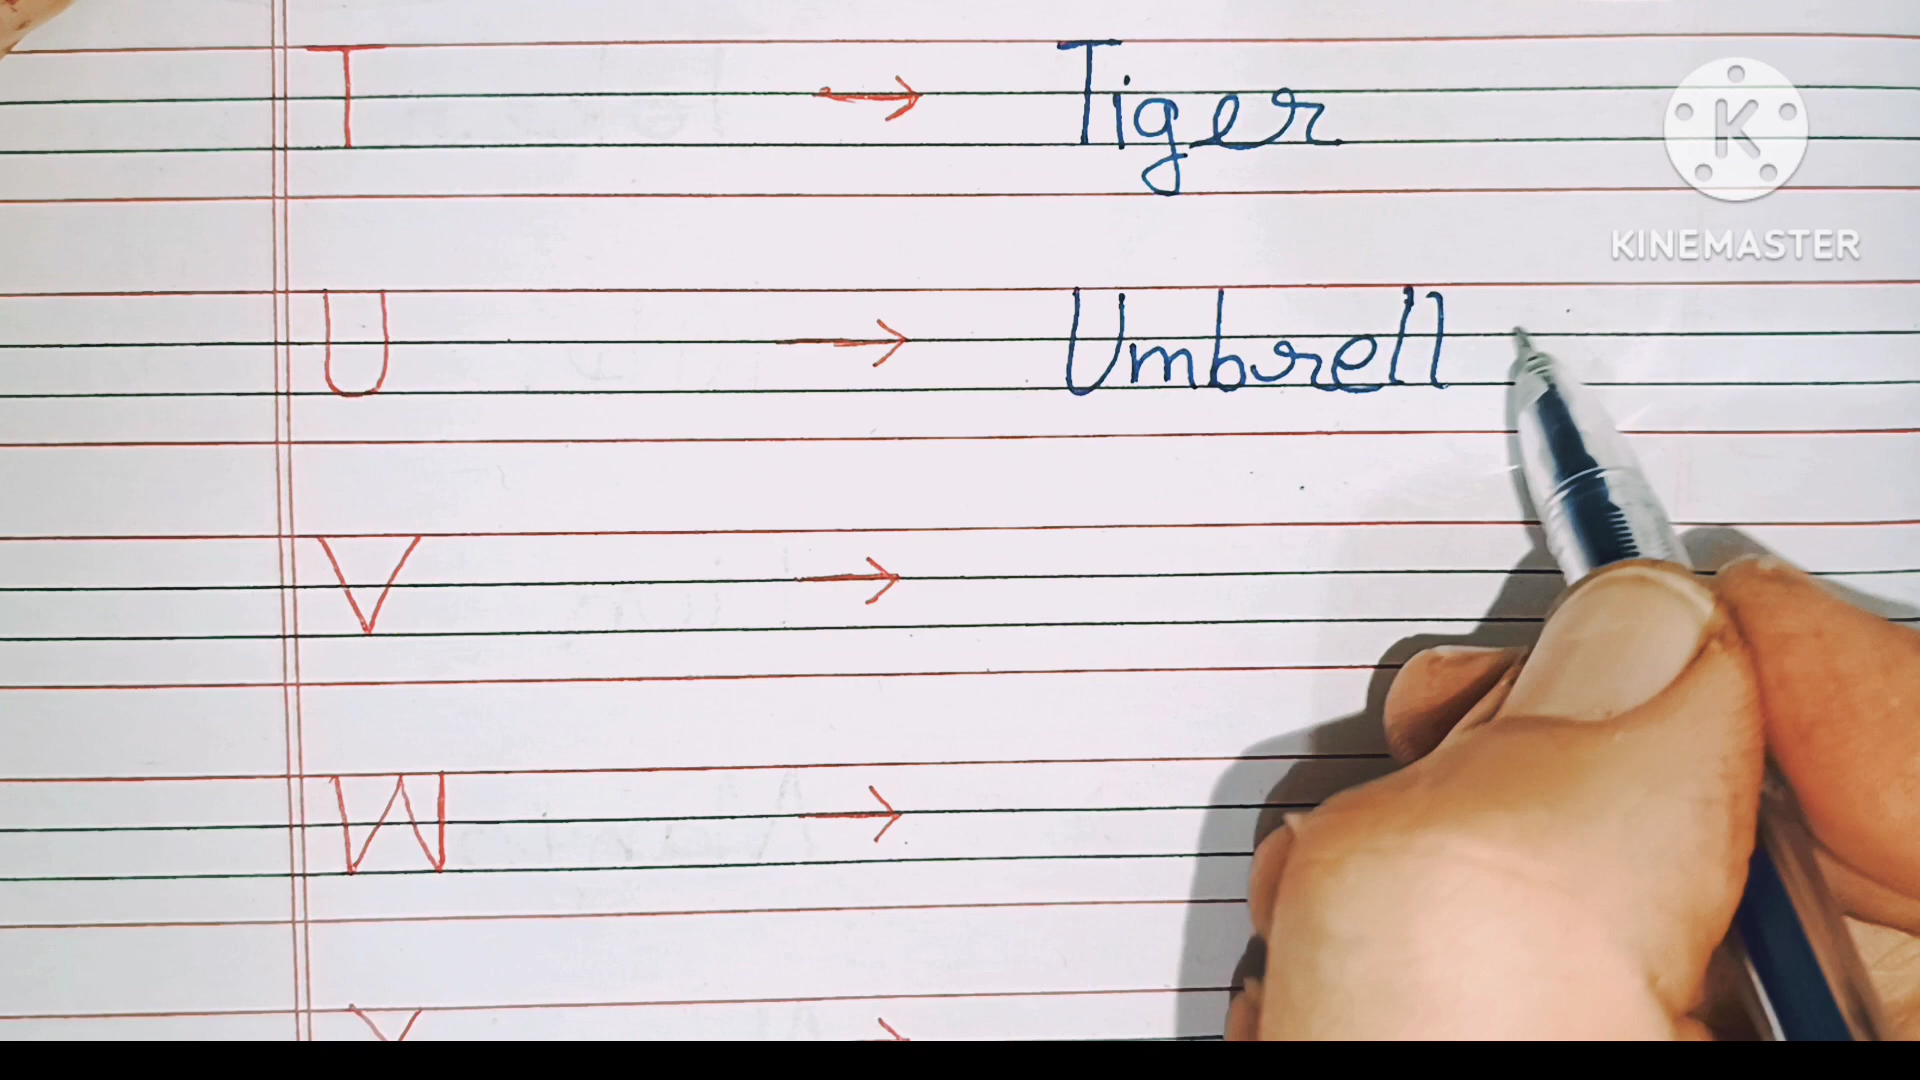 T → Tiger
KINEMASTER
U → Umbrell
V →
W →